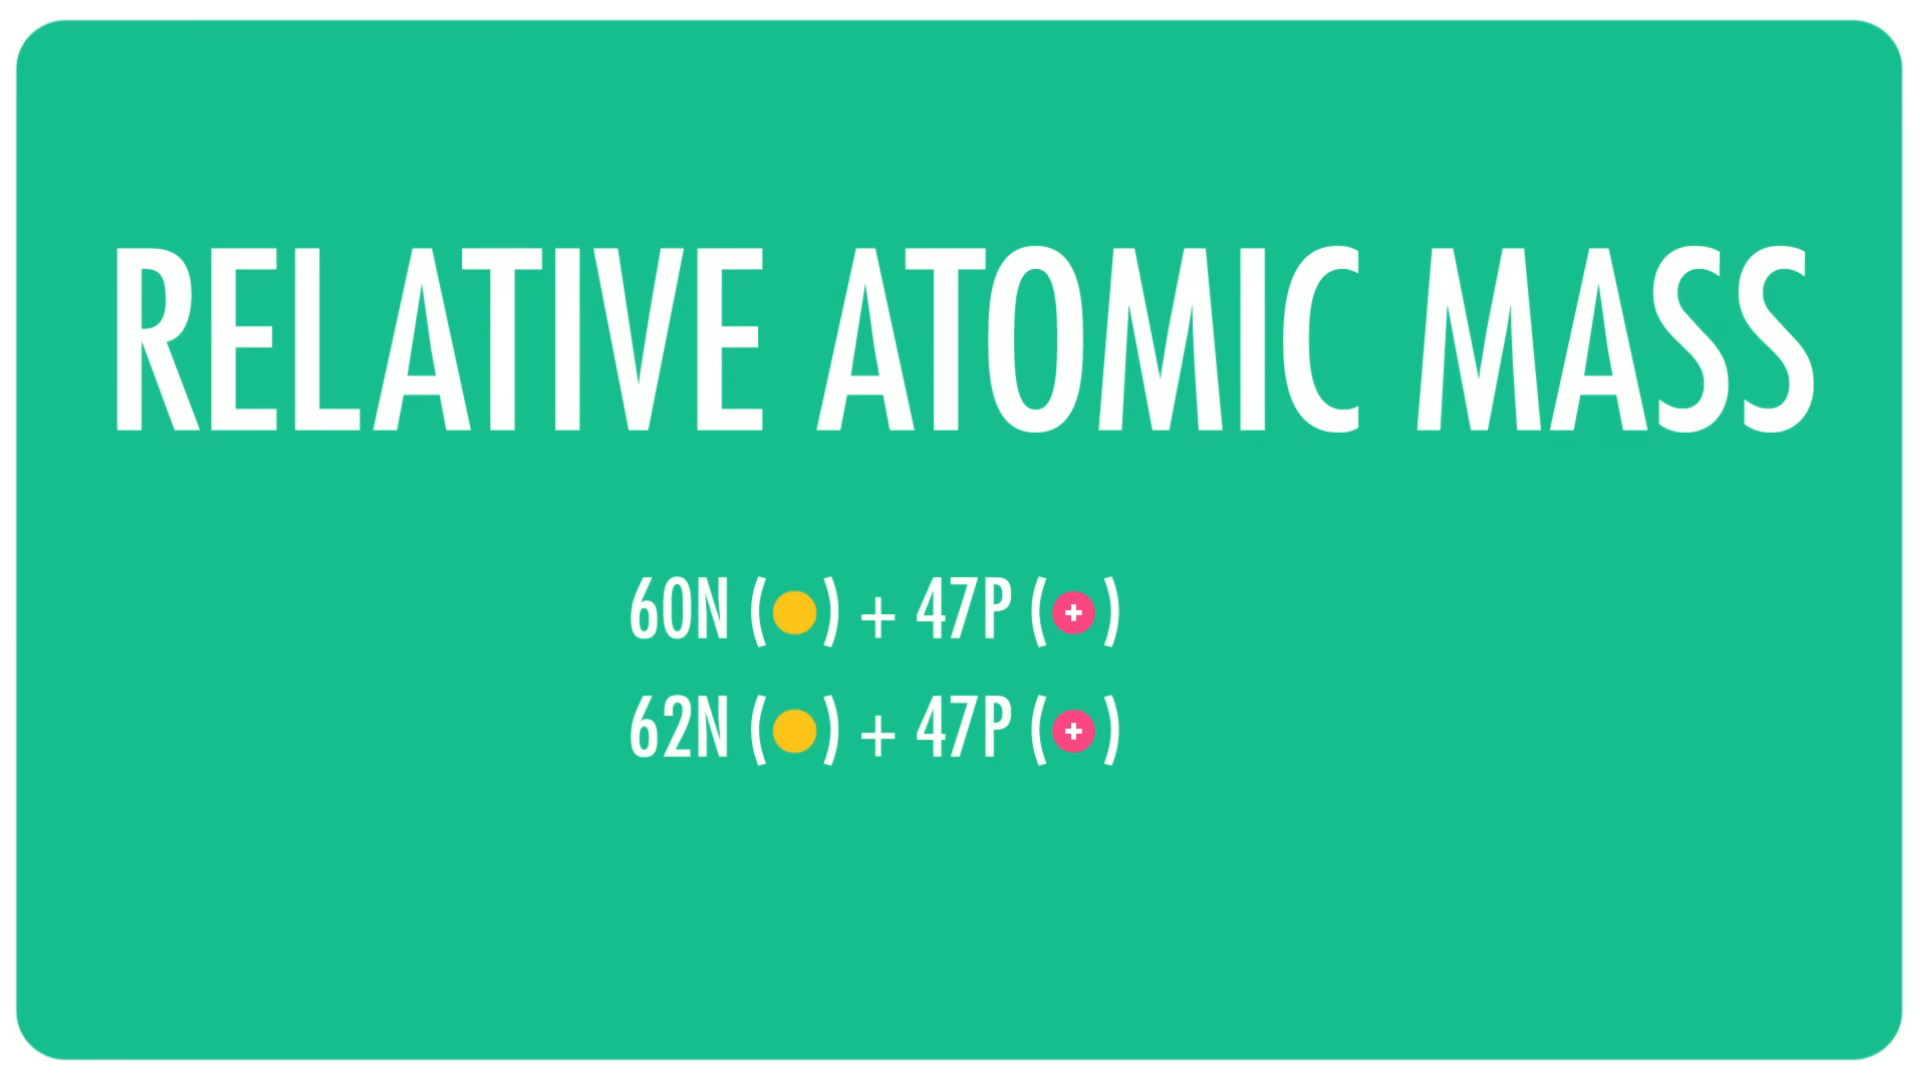 RELATIVE ATOMIC MASS
60N () + 47P (+)
62N () + 47P (+)